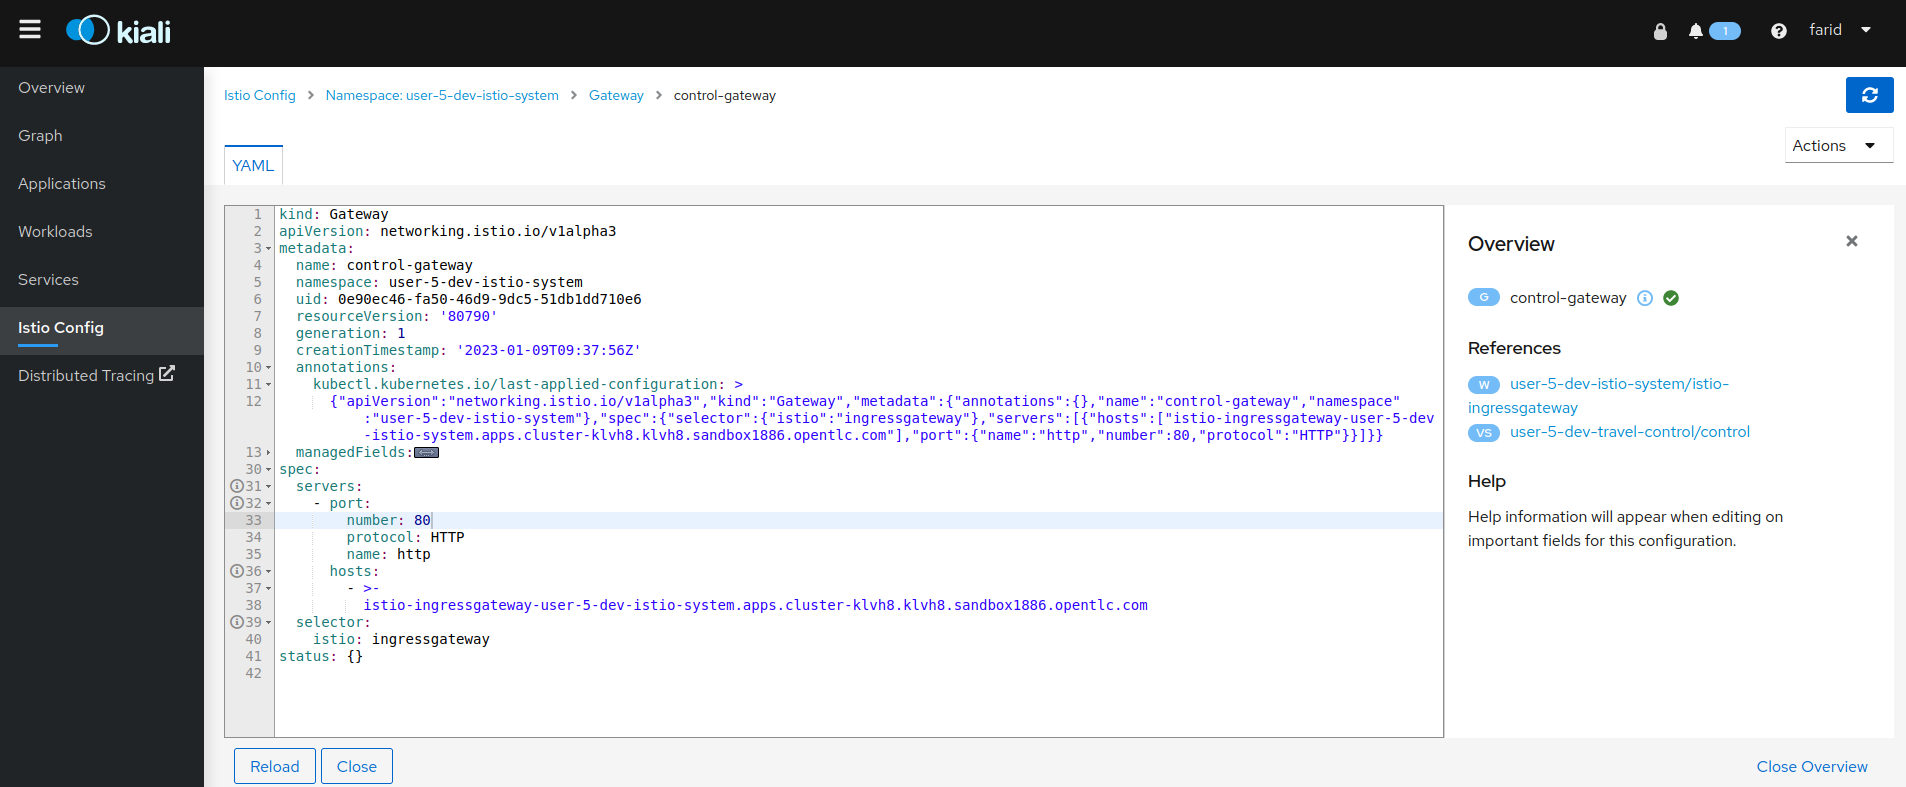 kiali
1
farid
Overview
Graph
Applications
Workloads
Services
Istio Config
Distributed Tracing
Istio Config > Namespace: user-5-dev-istio-system > Gateway > control-gateway
Actions
YAML
1 kind: Gateway
2 apiVersion: networking.istio.io/v1alpha3
3 metadata:
4 name: control-gateway
5 namespace: user-5-dev-istio-system
6 uid: 0e90ec46-fa50-46d9-9dc5-51db1dd710e6
7 resourceVersion: '80790'
8 generation: 1
9 creationTimestamp: '2023-01-09T09:37:56Z'
10 annotations:
11 kubectl.kubernetes.io/last-applied-configuration: >
12 {"apiVersion":"networking.istio.io/v1alpha3","kind":"Gateway","metadata":{"annotations":{},"name":"control-gateway","namespace"
:"user-5-dev-istio-system"},"spec":{"selector":{"istio":"ingressgateway"},"servers":[{"hosts":["istio-ingressgateway-user-5-dev
-istio-system.apps.cluster-klvh8.klvh8.sandbox1886.opentlc.com"],"port":{"name":"http","number":80,"protocol":"HTTP"}}]}}
13 managedFields:
30 spec:
31 servers:
32 - port:
33 number: 80
34 protocol: HTTP
35 name: http
36 hosts:
37 - >-
38 istio-ingressgateway-user-5-dev-istio-system.apps.cluster-klvh8.klvh8.sandbox1886.opentlc.com
39 selector:
40 istio: ingressgateway
41 status: {}
42
Overview
G control-gateway
References
W user-5-dev-istio-system/istio-
ingressgateway
VS user-5-dev-travel-control/control
Help
Help information will appear when editing on
important fields for this configuration.
Reload
Close
Close Overview